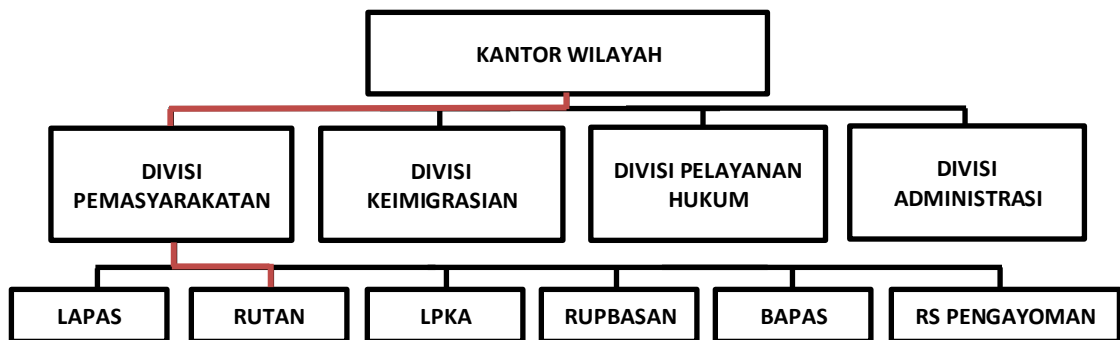 KANTOR WILAYAH
DIVISI
PEMASYARAKATAN
DIVISI
KEIMIGRASIAN
DIVISI PELAYANAN
HUKUM
DIVISI
ADMINISTRASI
LAPAS
RUTAN
LPKA
RUPBASAN
BAPAS
RS PENGAYOMAN